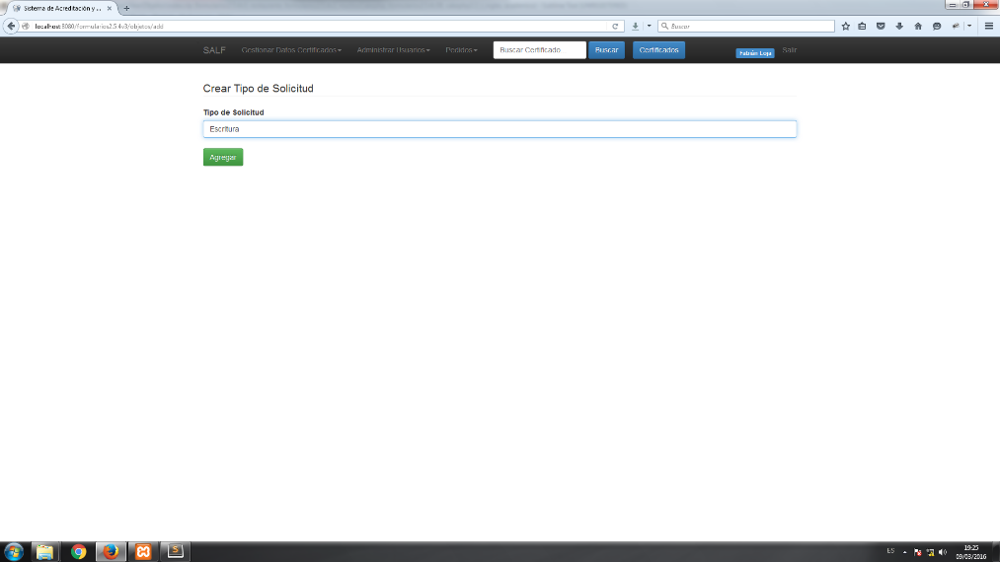 Sistema de Acreditación y ...
localhost:8080/formularios2.5.4v3/objetos/add
Buscar
SALF
Gestionar Datos Certificados
Administrar Usuarios
Pedidos
Buscar Certificado
Buscar
Certificados
Fabián Loja
Salir
Crear Tipo de Solicitud
Tipo de Solicitud
Escritura
Agregar
ES
19:25
09/03/2016